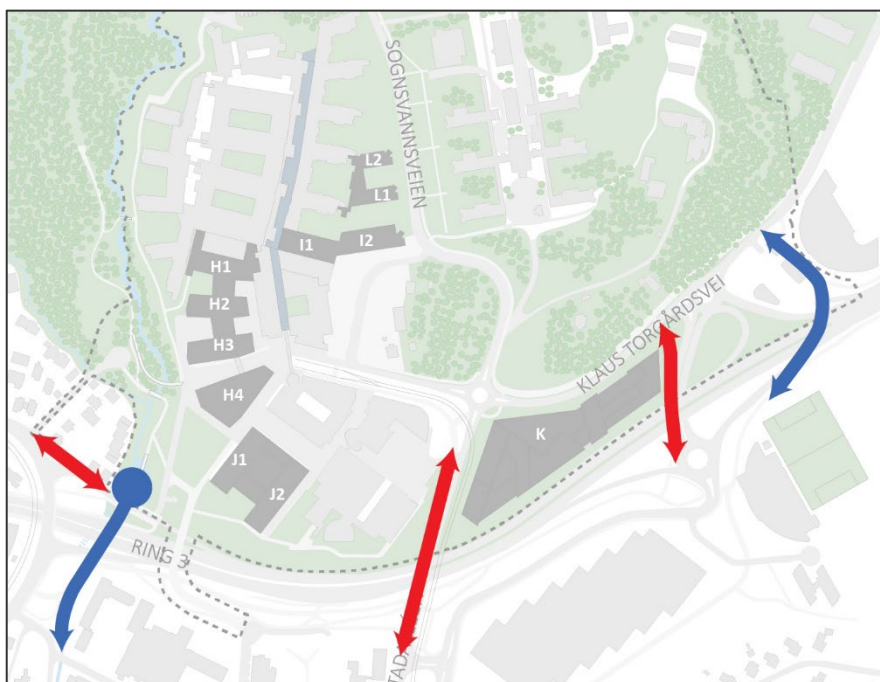 SOGNSVANNSVEIEN
L2
L1
I1
I2
H1
H2
H3
H4
KLAUS TORGÅRDSVEI
K
J1
J2
RING 3